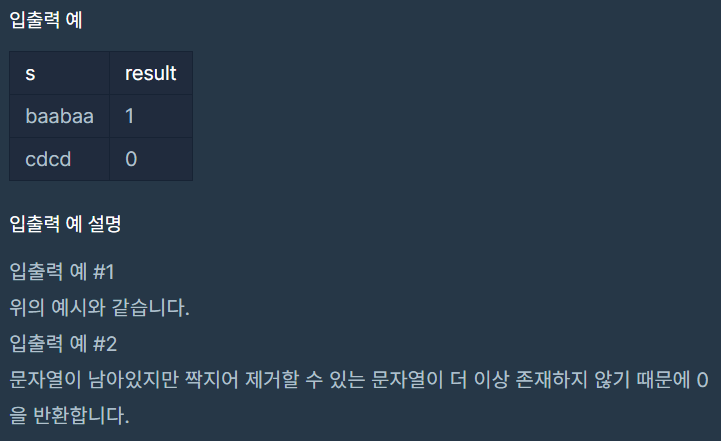 입출력 예
s result
baabaa 1
cdcd 0
입출력 예 설명
입출력 예 #1
위의 예시와 같습니다.
입출력 예 #2
문자열이 남아있지만 짝지어 제거할 수 있는 문자열이 더 이상 존재하지 않기 때문에 0
을 반환합니다.